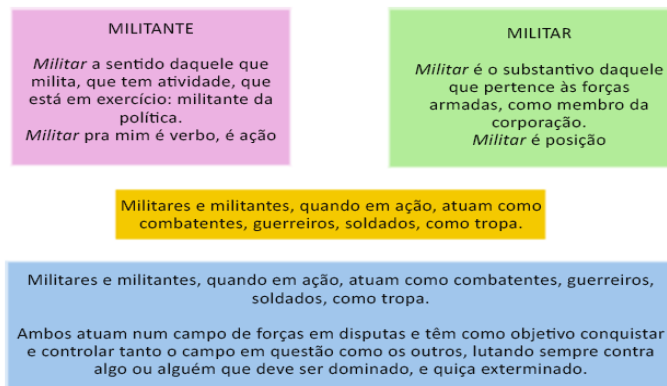 MILITANTE
Militar a sentido daquele que
milita, que tem atividade, que
está em exercício: militante da
política.
Militar pra mim é verbo, é ação
MILITAR
Militar é o substantivo daquele
que pertence às forças
armadas, como membro da
corporação.
Militar é posição
Militares e militantes, quando em ação, atuam como
combatentes, guerreiros, soldados, como tropa.
Militares e militantes, quando em ação, atuam como combatentes, guerreiros,
soldados, como tropa.
Ambos atuam num campo de forças em disputas e têm como objetivo conquistar
e controlar tanto o campo em questão como os outros, lutando sempre contra
algo ou alguém que deve ser dominado, e quiça exterminado.